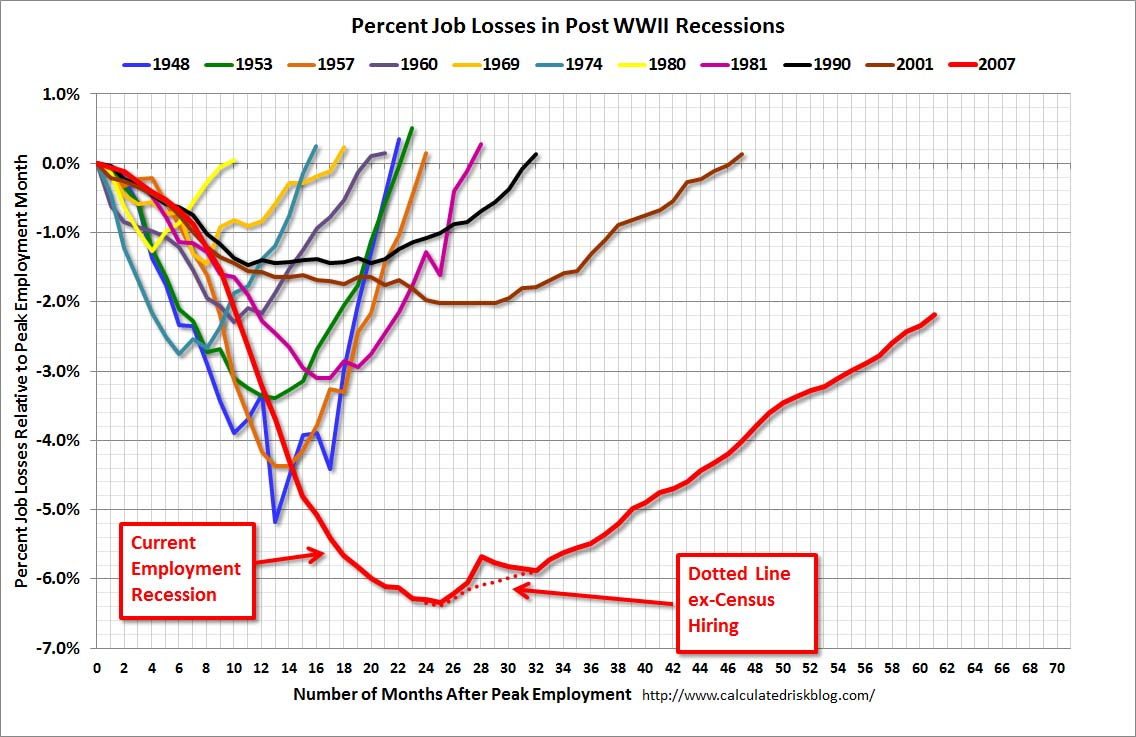 Percent Job Losses in Post WWII Recessions
1948 1953 1957 1960 1969 1974 1980 1981 1990 2001 2007
Percent Job Losses Relative to Peak Employment Month
1.0%
0.0%
-1.0%
-2.0%
-3.0%
-4.0%
-5.0%
-6.0%
-7.0%
Current
Employment
Recession
Dotted Line
ex-Census
Hiring
0 2 4 6 8 10 12 14 16 18 20 22 24 26 28 30 32 34 36 38 40 42 44 46 48 50 52 54 56 58 60 62 64 66 68 70
Number of Months After Peak Employment http://www.calculatedriskblog.com/